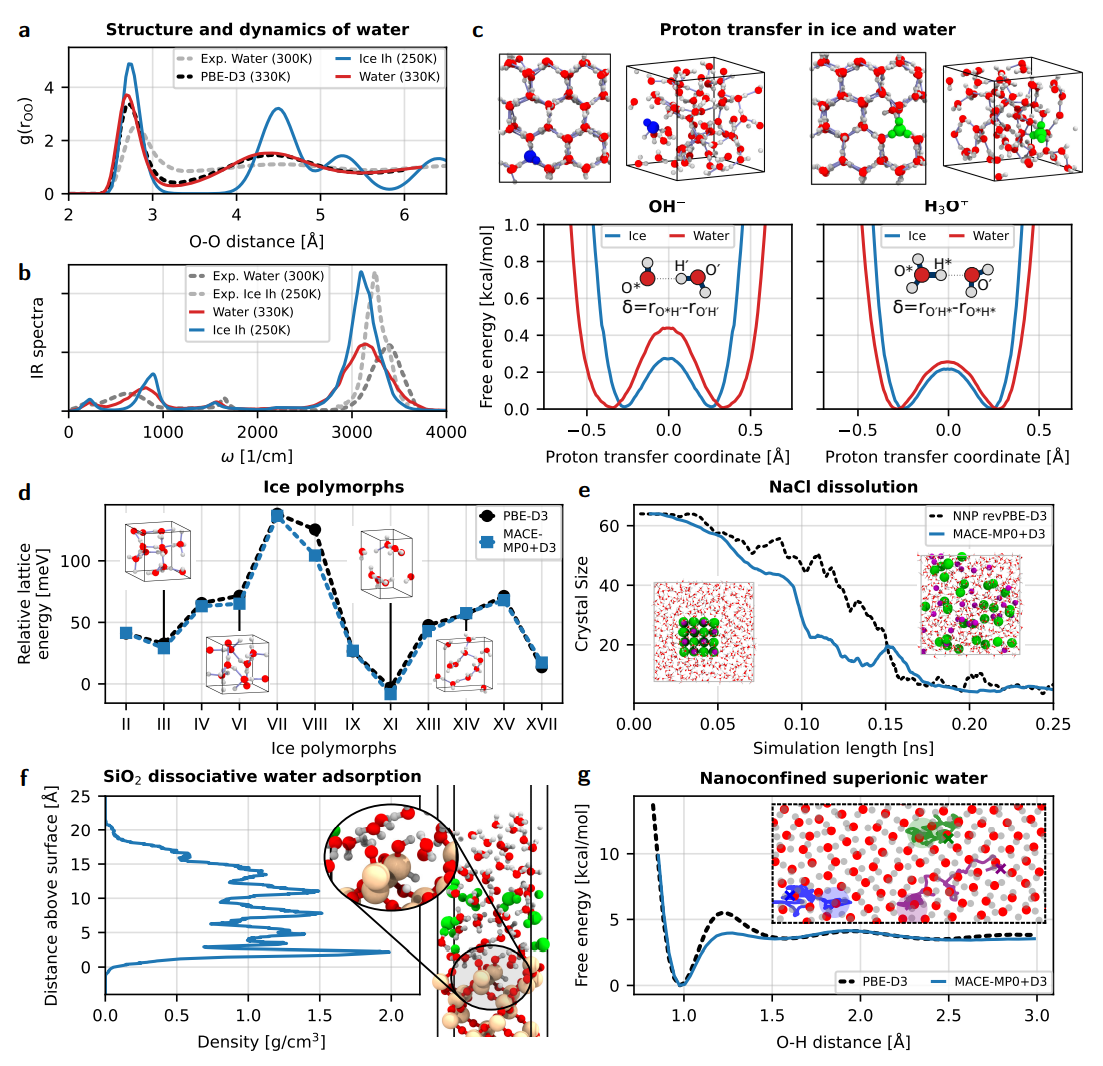 a
Structure and dynamics of water
Exp. Water (300K)
PBE-D3 (330K)
Ice Ih (250K)
Water (330K)
g(rOO)
4
2
0
2 3 4 5 6
O-O distance [Å]
b
Exp. Water (300K)
Exp. Ice Ih (250K)
Water (330K)
Ice Ih (250K)
IR spectra
0 1000 2000 3000 4000
ω [1/cm]
c
Proton transfer in ice and water
OH⁻
Ice Water
O* H′ O′
δ=rO*H′-rO′H′
Free energy [kcal/mol]
1.0
0.8
0.6
0.4
0.2
0.0
−0.5 0.0 0.5
Proton transfer coordinate [Å]
H₃O⁺
Ice Water
O* H* O′
δ=rO′H*-rO*H*
−0.5 0.0 0.5
Proton transfer coordinate [Å]
d
Ice polymorphs
PBE-D3
MACE-
MP0+D3
Relative lattice
energy [meV]
100
50
0
II III IV VI VII VIII IX XI XIII XIV XV XVII
Ice polymorphs
e
NaCl dissolution
NNP revPBE-D3
MACE-MP0+D3
Crystal Size
60
40
20
0.00 0.05 0.10 0.15 0.20 0.25
Simulation length [ns]
f
SiO₂ dissociative water adsorption
Distance above surface [Å]
25
20
15
10
5
0
0.0 0.5 1.0 1.5 2.0
Density [g/cm³]
g
Nanoconfined superionic water
Free energy [kcal/mol]
10
5
0
PBE-D3 MACE-MP0+D3
1.0 1.5 2.0 2.5 3.0
O-H distance [Å]